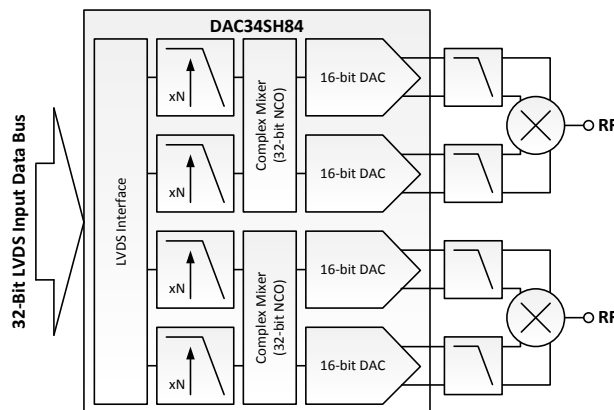 DAC34SH84
32-Bit LVDS Input Data Bus
LVDS Interface
xN
Complex Mixer
(32-bit NCO)
16-bit DAC
RF
xN
16-bit DAC
xN
Complex Mixer
(32-bit NCO)
16-bit DAC
RF
xN
16-bit DAC